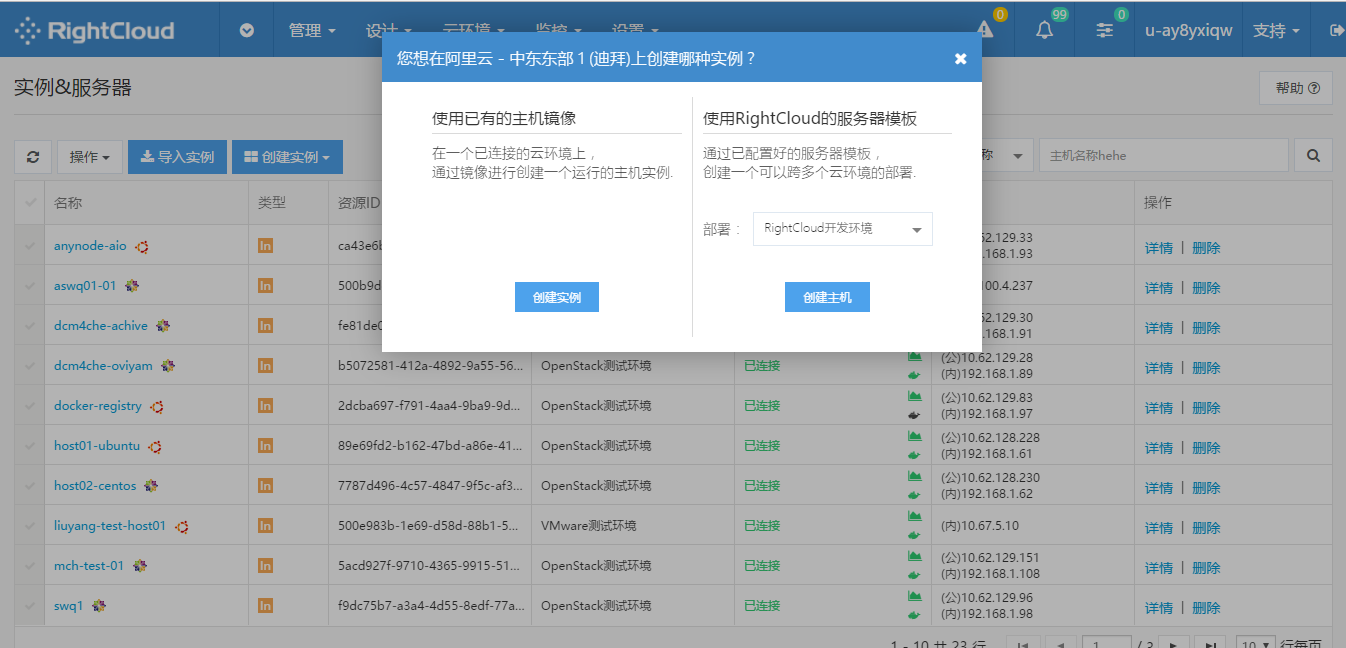 RightCloud
管理
设计
云环境
监控
设置
0
99
0
u-ay8yxiqw
支持
实例&服务器
帮助
操作
导入实例
创建实例
称
主机名称hehe
您想在阿里云 - 中东东部 1 (迪拜)上创建哪种实例？
使用已有的主机镜像
在一个已连接的云环境上，
通过镜像进行创建一个运行的主机实例.
创建实例
使用RightCloud的服务器模板
通过已配置好的服务器模板，
创建一个可以跨多个云环境的部署.
部署： RightCloud开发环境
创建主机
名称 类型 资源ID 操作
anynode-aio In ca43e6b 62.129.33 详情 | 删除
.168.1.93
aswq01-01 In 500b9d 100.4.237 详情 | 删除
dcm4che-achive In fe81de0 62.129.30 详情 | 删除
.168.1.91
dcm4che-oviyam In b5072581-412a-4892-9a55-56... OpenStack测试环境 已连接 (公)10.62.129.28 详情 | 删除
(内)192.168.1.89
docker-registry In 2dcba697-f791-4aa4-9ba9-9d... OpenStack测试环境 已连接 (公)10.62.129.83 详情 | 删除
(内)192.168.1.97
host01-ubuntu In 89e69fd2-b162-47bd-a86e-41... OpenStack测试环境 已连接 (公)10.62.128.228 详情 | 删除
(内)192.168.1.61
host02-centos In 7787d496-4c57-4847-9f5c-af3... OpenStack测试环境 已连接 (公)10.62.128.230 详情 | 删除
(内)192.168.1.62
liuyang-test-host01 In 500e983b-1e69-d58d-88b1-5... VMware测试环境 已连接 (内)10.67.5.10 详情 | 删除
mch-test-01 In 5acd927f-9710-4365-9915-51... OpenStack测试环境 已连接 (公)10.62.129.151 详情 | 删除
(内)192.168.1.108
swq1 In f9dc75b7-a3a4-4d55-8edf-77a... OpenStack测试环境 已连接 (公)10.62.129.96 详情 | 删除
(内)192.168.1.98
1 - 10 共 23 行 1 / 3 10 行每页